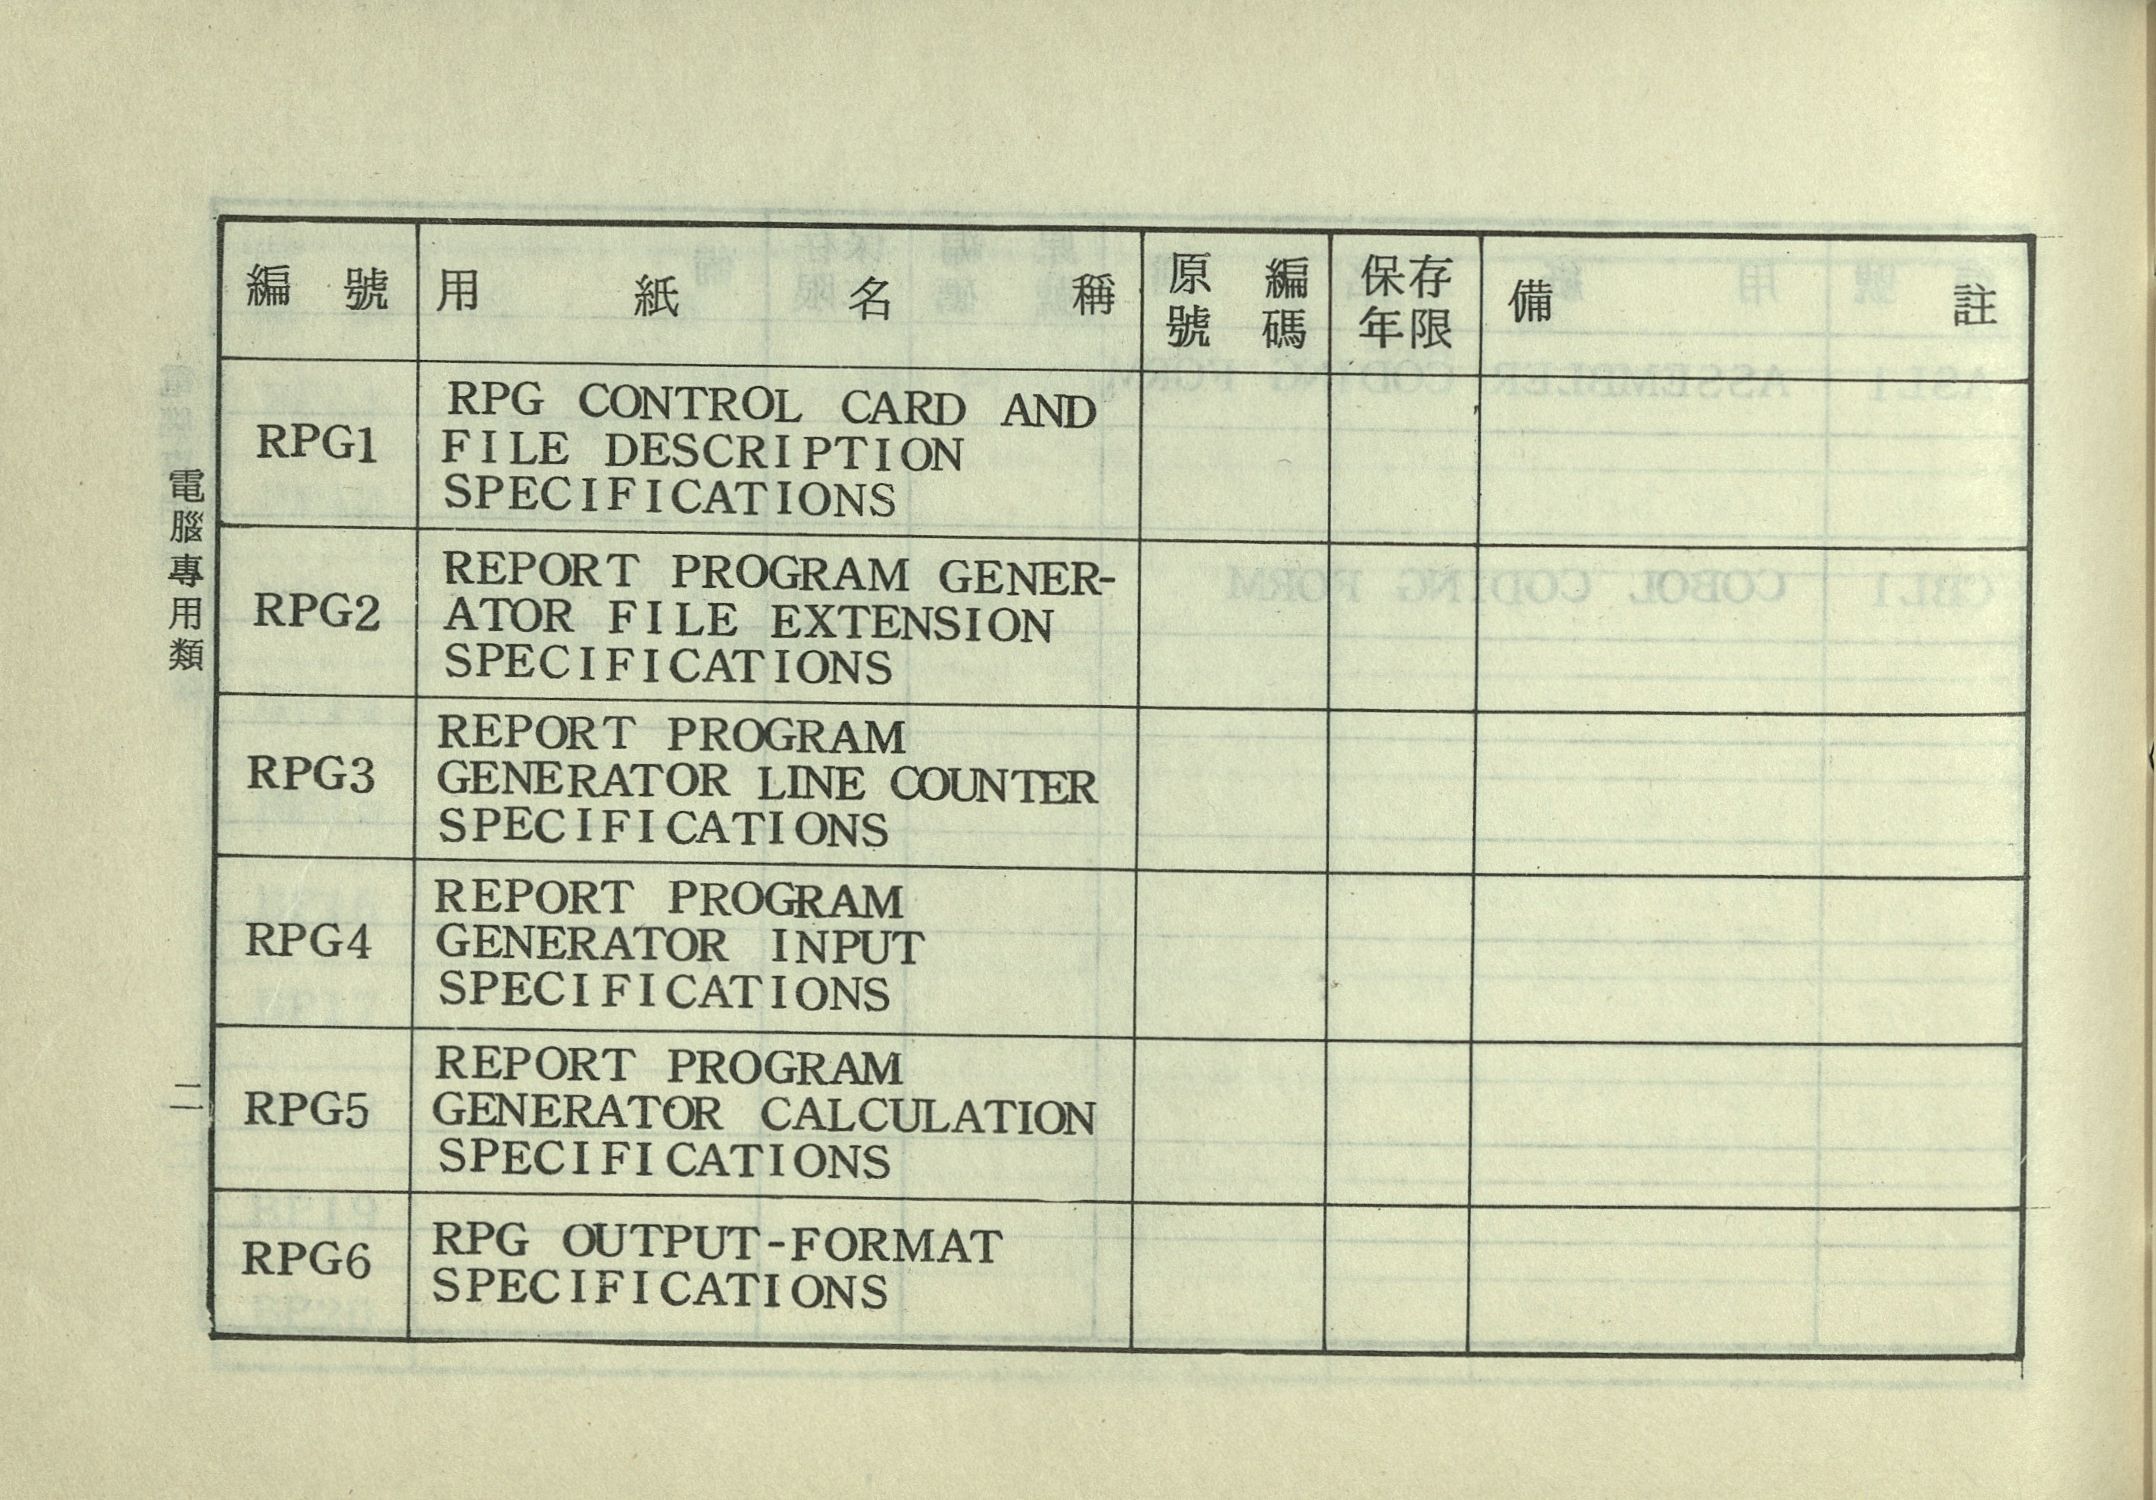 編號 用紙名稱 原編號碼 保存年限 備註
RPG1 RPG CONTROL CARD AND
FILE DESCRIPTION
SPECIFICATIONS
RPG2 REPORT PROGRAM GENER-
ATOR FILE EXTENSION
SPECIFICATIONS
RPG3 REPORT PROGRAM
GENERATOR LINE COUNTER
SPECIFICATIONS
RPG4 REPORT PROGRAM
GENERATOR INPUT
SPECIFICATIONS
RPG5 REPORT PROGRAM
GENERATOR CALCULATION
SPECIFICATIONS
RPG6 RPG OUTPUT-FORMAT
SPECIFICATIONS
電腦專用類
二